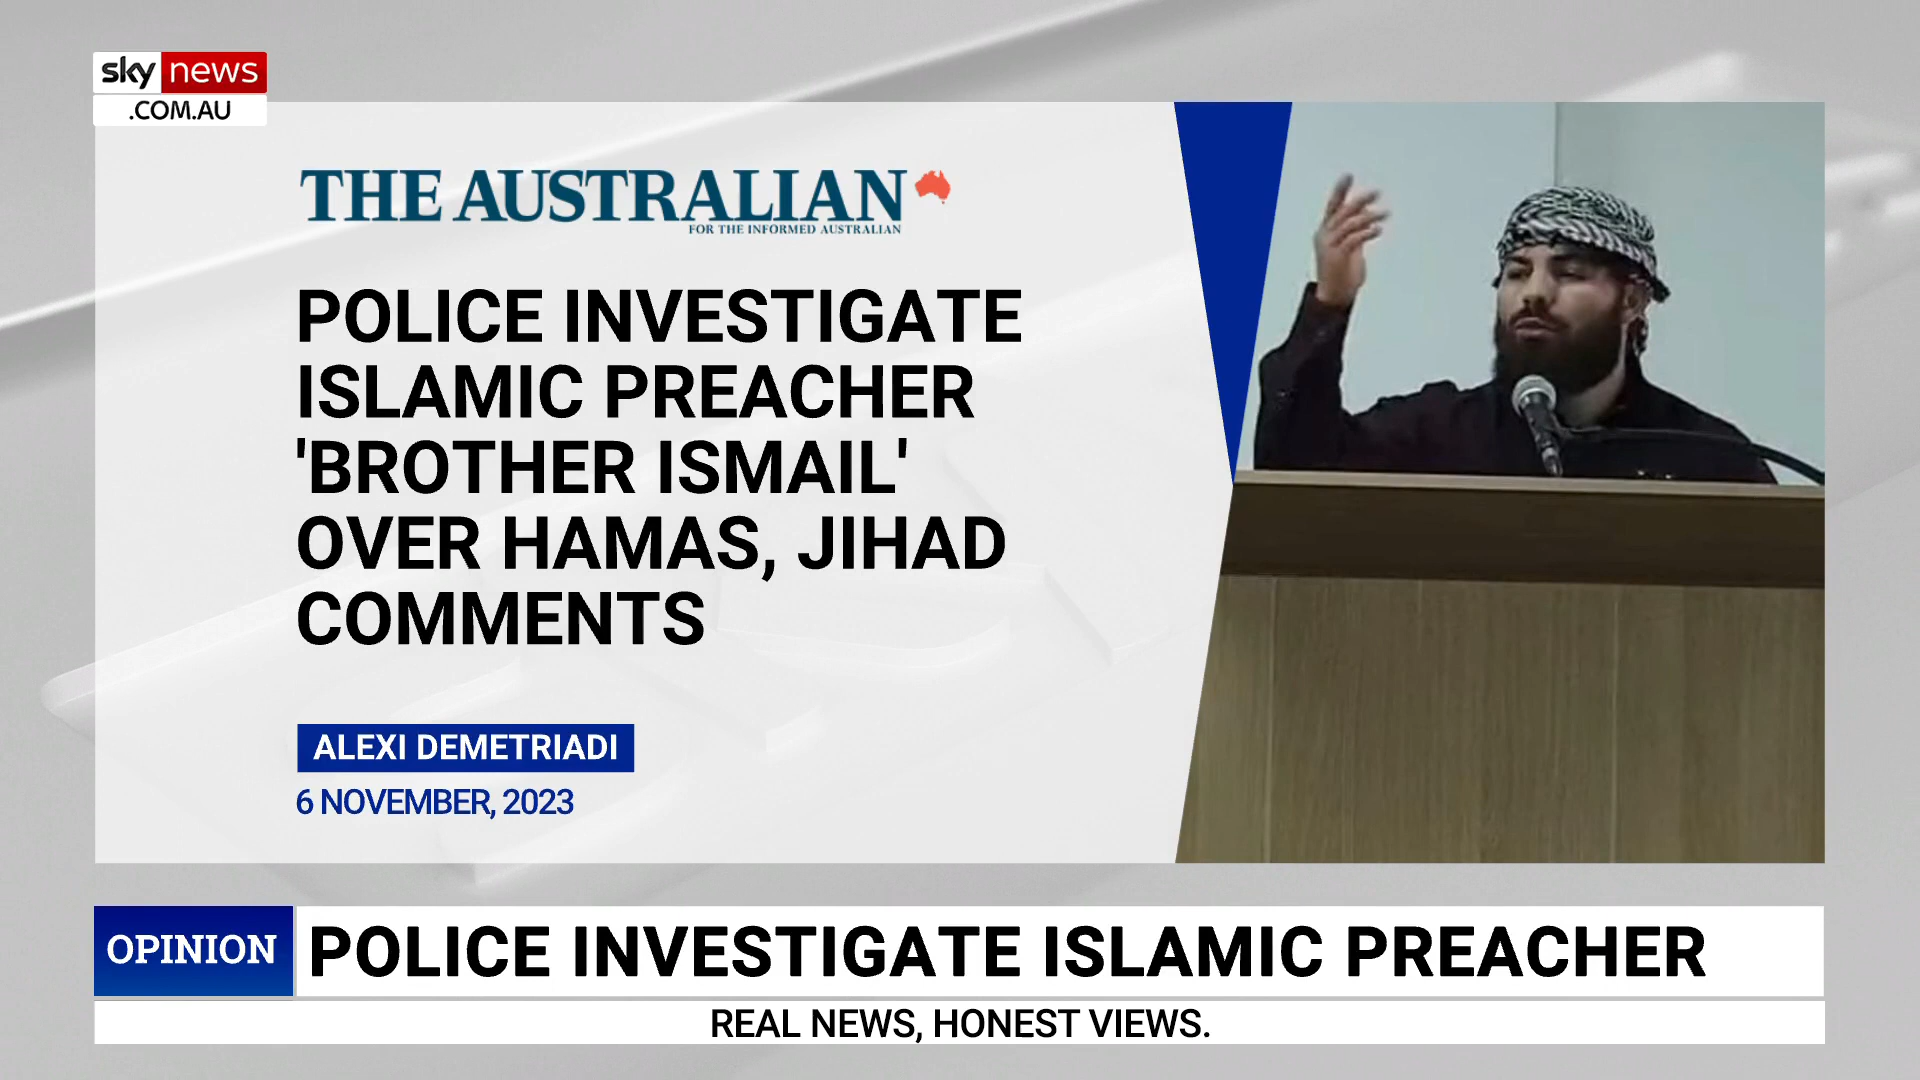 sky news
.COM.AU
THE AUSTRALIAN
FOR THE INFORMED AUSTRALIAN
POLICE INVESTIGATE
ISLAMIC PREACHER
'BROTHER ISMAIL'
OVER HAMAS, JIHAD
COMMENTS
ALEXI DEMETRIADI
6 NOVEMBER, 2023
OPINION
POLICE INVESTIGATE ISLAMIC PREACHER
REAL NEWS, HONEST VIEWS.